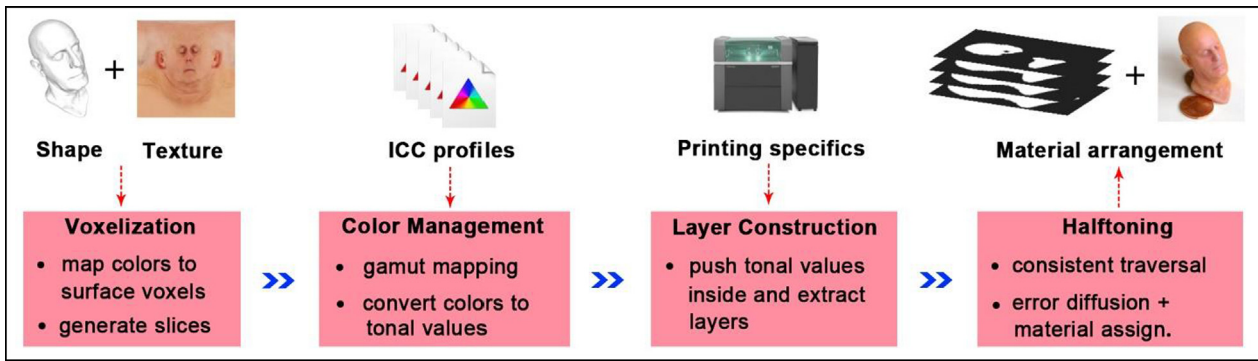 Shape + Texture
ICC profiles
Printing specifics
+
Material arrangement
Voxelization
• map colors to
surface voxels
• generate slices
Color Management
• gamut mapping
• convert colors to
tonal values
Layer Construction
• push tonal values
inside and extract
layers
Halftoning
• consistent traversal
• error diffusion +
material assign.